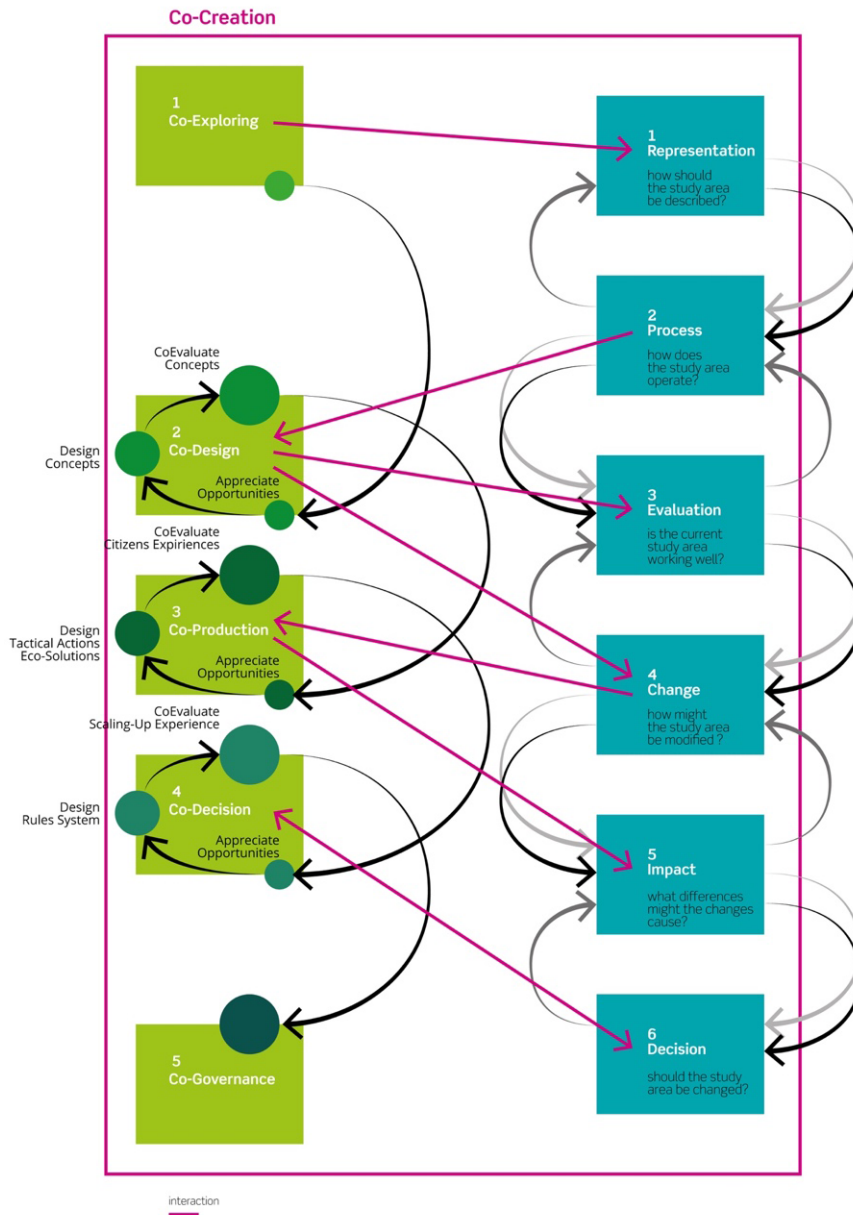 Co-Creation
1
Co-Exploring
1
Representation
how should
the study area
be described?
2
Process
how does
the study area
operate?
CoEvaluate
Concepts
2
Co-Design
Design
Concepts
Appreciate
Opportunities
3
Evaluation
is the current
study area
working well?
CoEvaluate
Citizens Expiriences
3
Co-Production
Design
Tactical Actions
Eco-Solutions
Appreciate
Opportunities
4
Change
how might
the study area
be modified ?
CoEvaluate
Scaling-Up Experience
4
Co-Decision
Design
Rules System
Appreciate
Opportunities
5
Impact
what differences
might the changes
cause?
5
Co-Governance
6
Decision
should the study
area be changed?
interaction